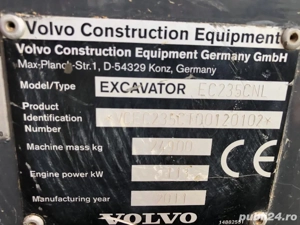 Volvo Construction Equipment
Volvo Construction Equipment Germany GmbH
Max-Planck-Str.1, D-54329 Konz, Germany
Model/Type EXCAVATOR EC235CNL
Product
Identification
Number
Machine mass kg
Engine power kW
Manufacturing year
VOLVO
publi24.ro